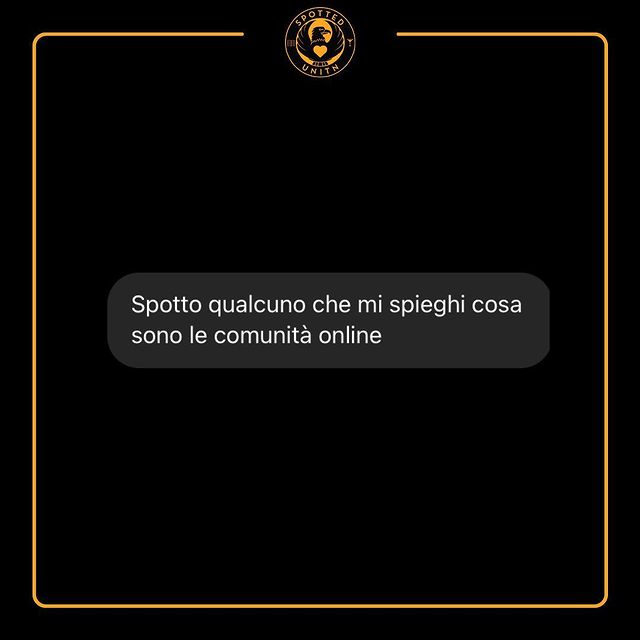 SPOTTED
UNITN
Spotto qualcuno che mi spieghi cosa
sono le comunità online